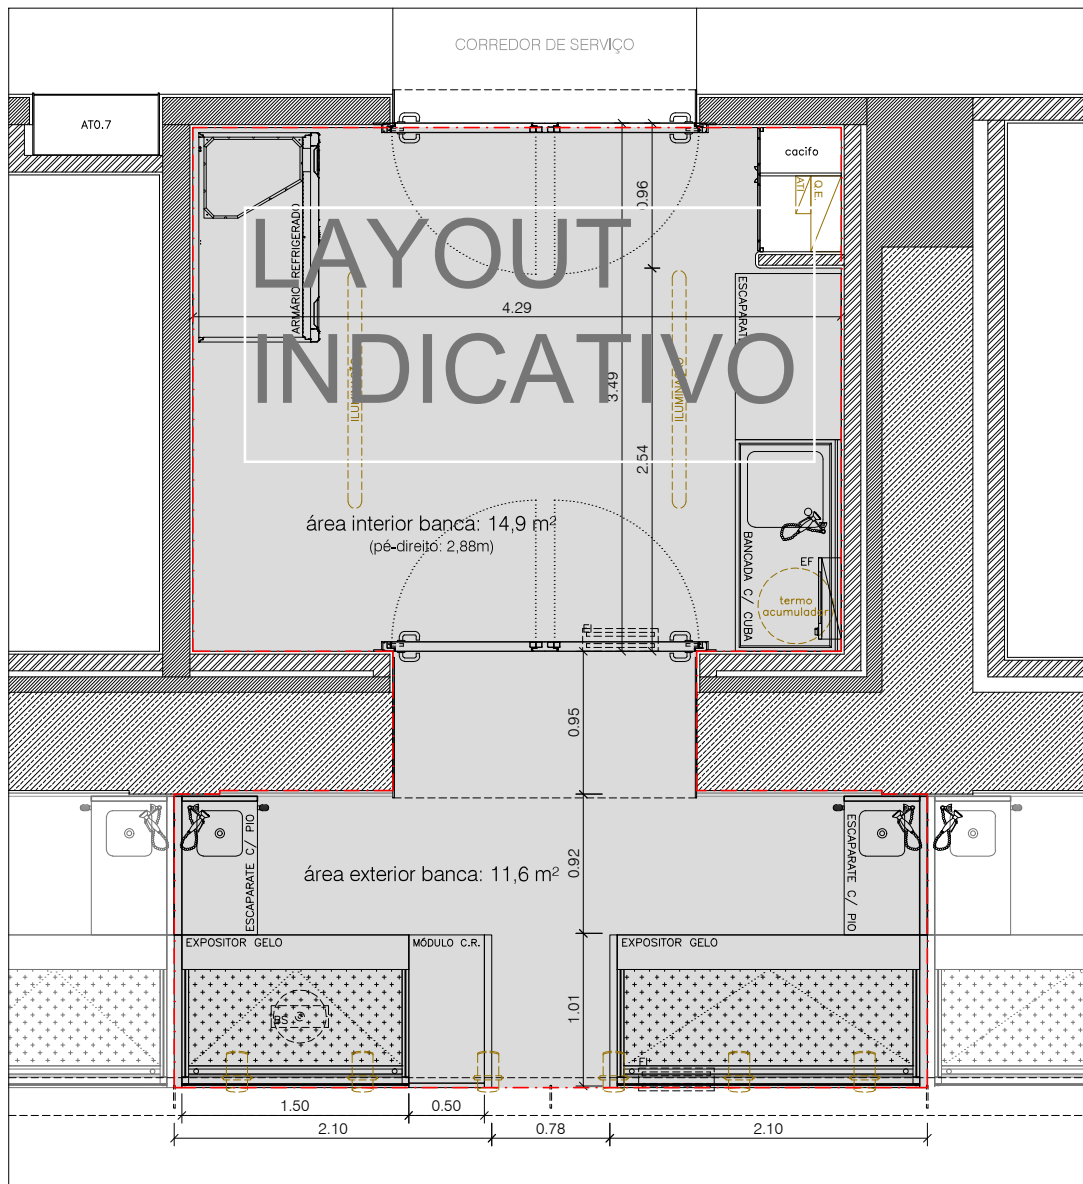 CORREDOR DE SERVIÇO
AT0.7
cacifo
Q.E.
ATI
0.96
ARMÁRIO REFRIGERADO
LAYOUT
INDICATIVO
ESCAPARATE
4.29
3.49
2.54
área interior banca: 14,9 m²
(pé-direito: 2,88m)
BANCADA C/ CUBA
EF
termo
acumulador
0.95
ESCAPARATE C/ PIO
ESCAPARATE C/ PIO
0.92
área exterior banca: 11,6 m²
EXPOSITOR GELO
MÓDULO C.R.
EXPOSITOR GELO
BS
1.01
1.50
0.50
2.10
0.78
2.10